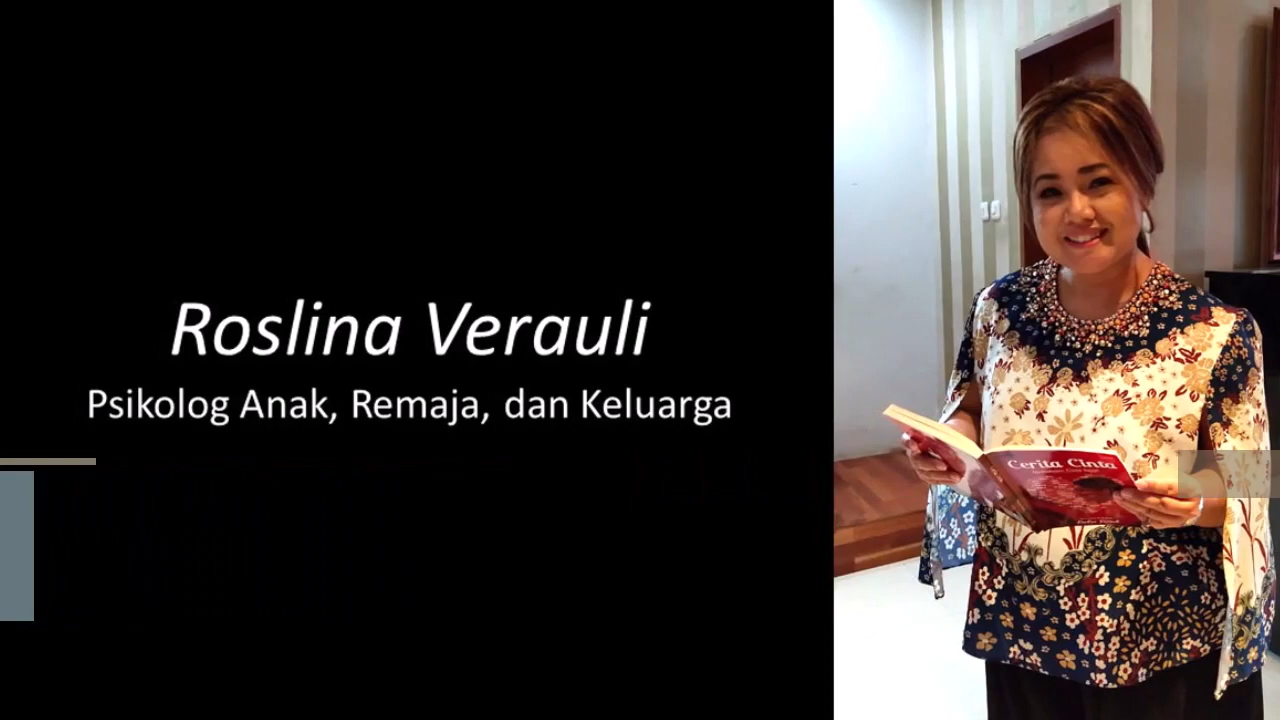 Roslina Verauli
Psikolog Anak, Remaja, dan Keluarga
Cerita Cinta